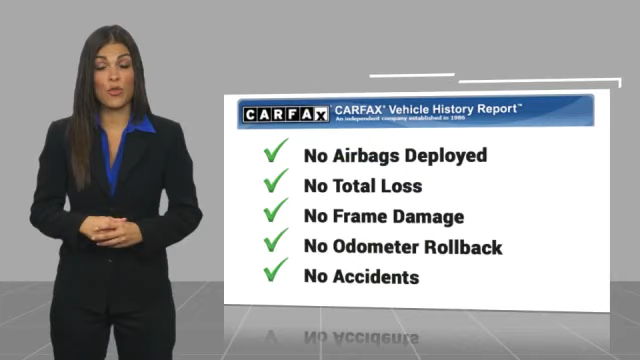 CARFAX CARFAX® Vehicle History Report™
An independent company established in 1986
No Airbags Deployed
No Total Loss
No Frame Damage
No Odometer Rollback
No Accidents